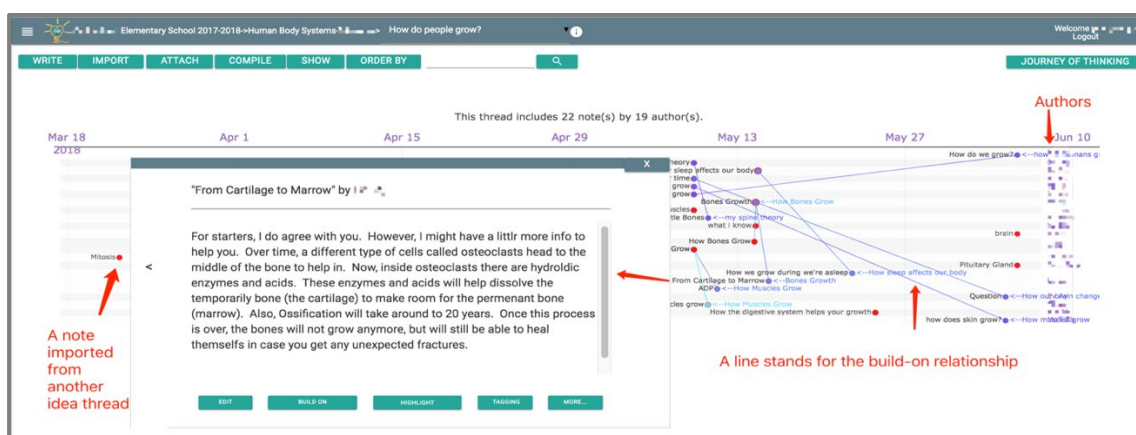 Elementary School 2017-2018->Human Body Systems- > How do people grow?
Welcome
Logout
WRITE IMPORT ATTACH COMPILE SHOW ORDER BY
JOURNEY OF THINKING
This thread includes 22 note(s) by 19 author(s).
Authors
Mar 18 Apr 1 Apr 15 Apr 29 May 13 May 27 Jun 10
2018
X
"From Cartilage to Marrow" by
For starters, I do agree with you. However, I might have a littlr more info to
help you. Over time, a different type of cells called osteoclasts head to the
middle of the bone to help in. Now, inside osteoclasts there are hydroldic
enzymes and acids. These enzymes and acids will help dissolve the
temporarily bone (the cartilage) to make room for the permenant bone
(marrow). Also, Ossification will take around to 20 years. Once this process
is over, the bones will not grow anymore, but will still be able to heal
themselfs in case you get any unexpected fractures.
<
EDIT BUILD ON HIGHLIGHT TAGGING MORE...
Mitosis
A note
imported
from
another
idea thread
How do we grow?
theory
sleep affects our body
time
grow
grow
Bones Growth <--How Bones Grow
tle Bones <--my spine theory
what i know
How Bones Grow
Grow
brain
Pituitary Gland
How we grow during we're asleep <--How sleep affects our body
From Cartilage to Marrow <--Bones Growth
ADP <--How Muscles Grow
cles grow <--How Muscles Grow
How the digestive system helps your growth
Question
how does skin grow?
A line stands for the build-on relationship